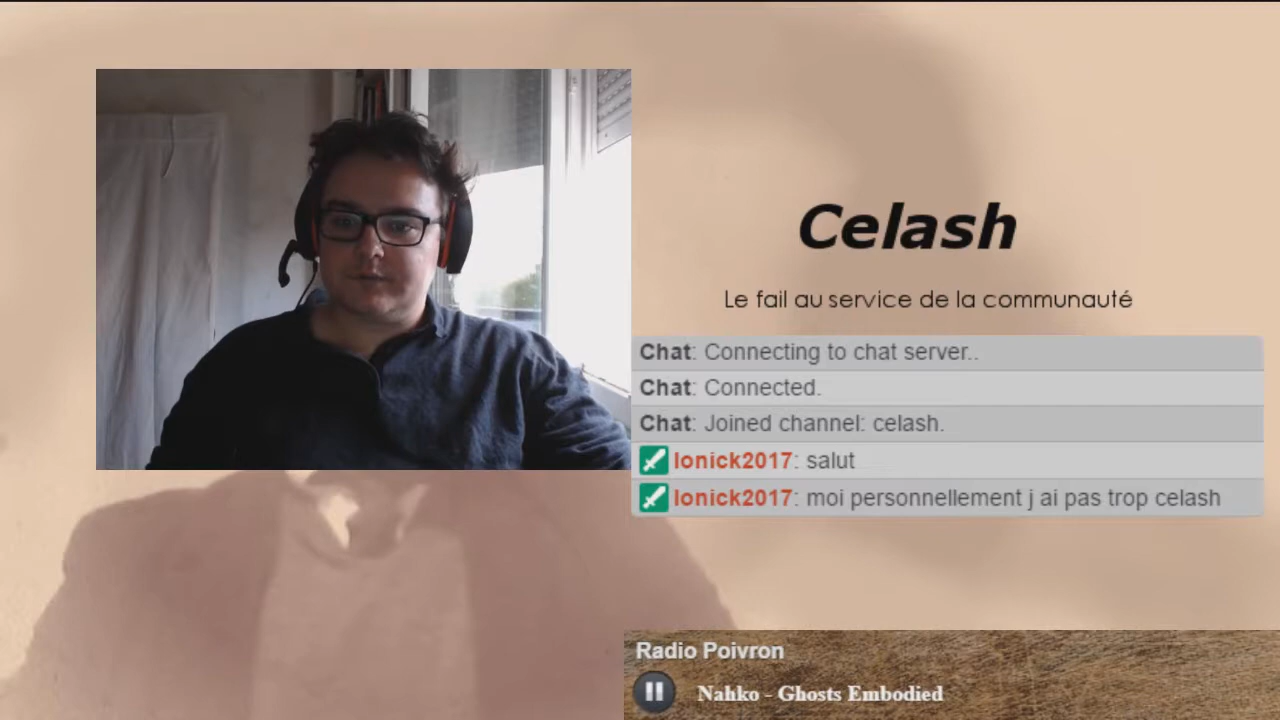 Celash
Le fail au service de la communauté
Chat: Connecting to chat server..
Chat: Connected.
Chat: Joined channel: celash.
lonick2017: salut
lonick2017: moi personnellement j ai pas trop celash
Radio Poivron
Nahko - Ghosts Embodied